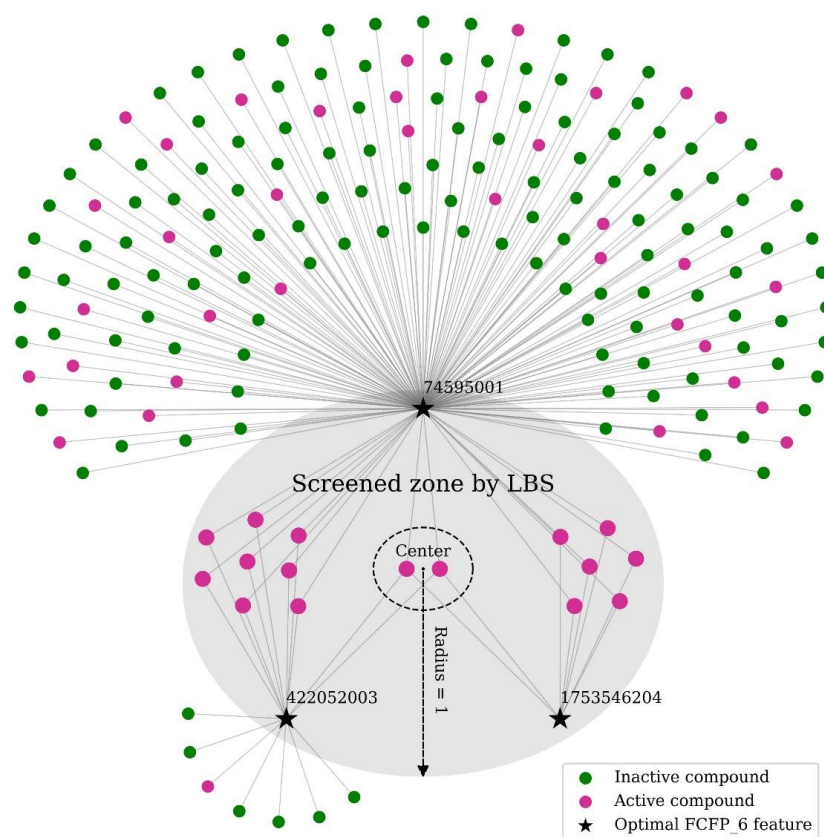 74595001
Screened zone by LBS
Center
Radius = 1
422052003
1753546204
Inactive compound
Active compound
Optimal FCFP_6 feature